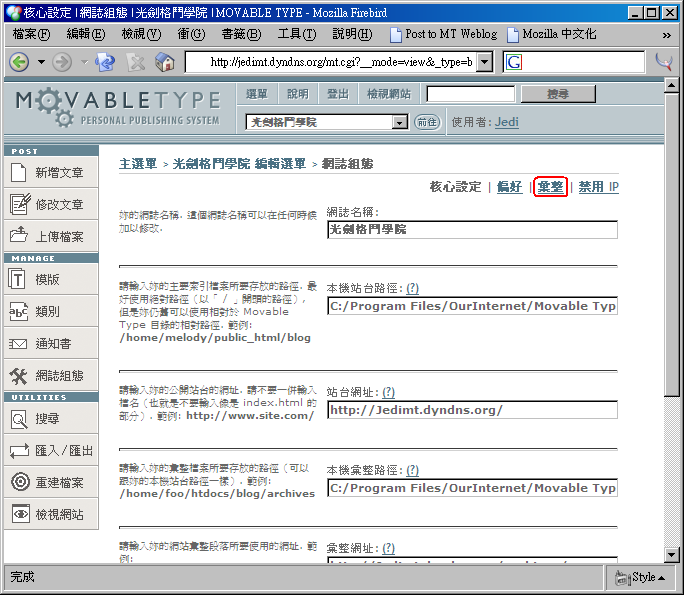 核心設定 | 網誌組態 | 光劍格鬥學院 | MOVABLE TYPE - Mozilla Firebird
檔案(F) 編輯(E) 檢視(V) 衝(G) 書籤(B) 工具(T) 說明(H) Post to MT Weblog Mozilla 中文化 »
http://jedimt.dyndns.org/mt.cgi?__mode=view&_type=b G
MOVABLETYPE
PERSONAL PUBLISHING SYSTEM
選單 說明 登出 檢視網站 搜尋
光劍格鬥學院 前往 使用者: Jedi
POST
新增文章
修改文章
上傳檔案
MANAGE
模版
類別
通知書
網誌組態
UTILITIES
搜尋
匯入/匯出
重建檔案
檢視網站
主選單 > 光劍格鬥學院 編輯選單 > 網誌組態
核心設定 | 偏好 | 彙整 | 禁用 IP
妳的網誌名稱﹐這個網誌名稱可以在任何時候
加以修改﹒
網誌名稱:
光劍格鬥學院
請輸入妳的主要索引檔案所要存放的路徑﹐最
好使用絕對路徑（以「 / 」開頭的路徑）﹐
但是妳仍舊可以使用相對於 Movable
Type 目錄的相對路徑﹒範例:
/home/melody/public_html/blog
本機站台路徑: (?)
C:/Program Files/OurInternet/Movable Typ
請輸入妳的公開站台的網址﹐請不要一併輸入
檔名（也就是不要輸入像是 index.html 的
部分）﹒範例: http://www.site.com/
站台網址: (?)
http://Jedimt.dyndns.org/
請輸入妳的彙整檔案所要存放的路徑（可以
跟妳的本機站台路徑一樣）﹒範例:
/home/foo/htdocs/blog/archives
本機彙整路徑: (?)
C:/Program Files/OurInternet/Movable Typ
請輸入妳的網站彙整段落所要使用的網址﹒範
例:
彙整網址: (?)
完成
Style